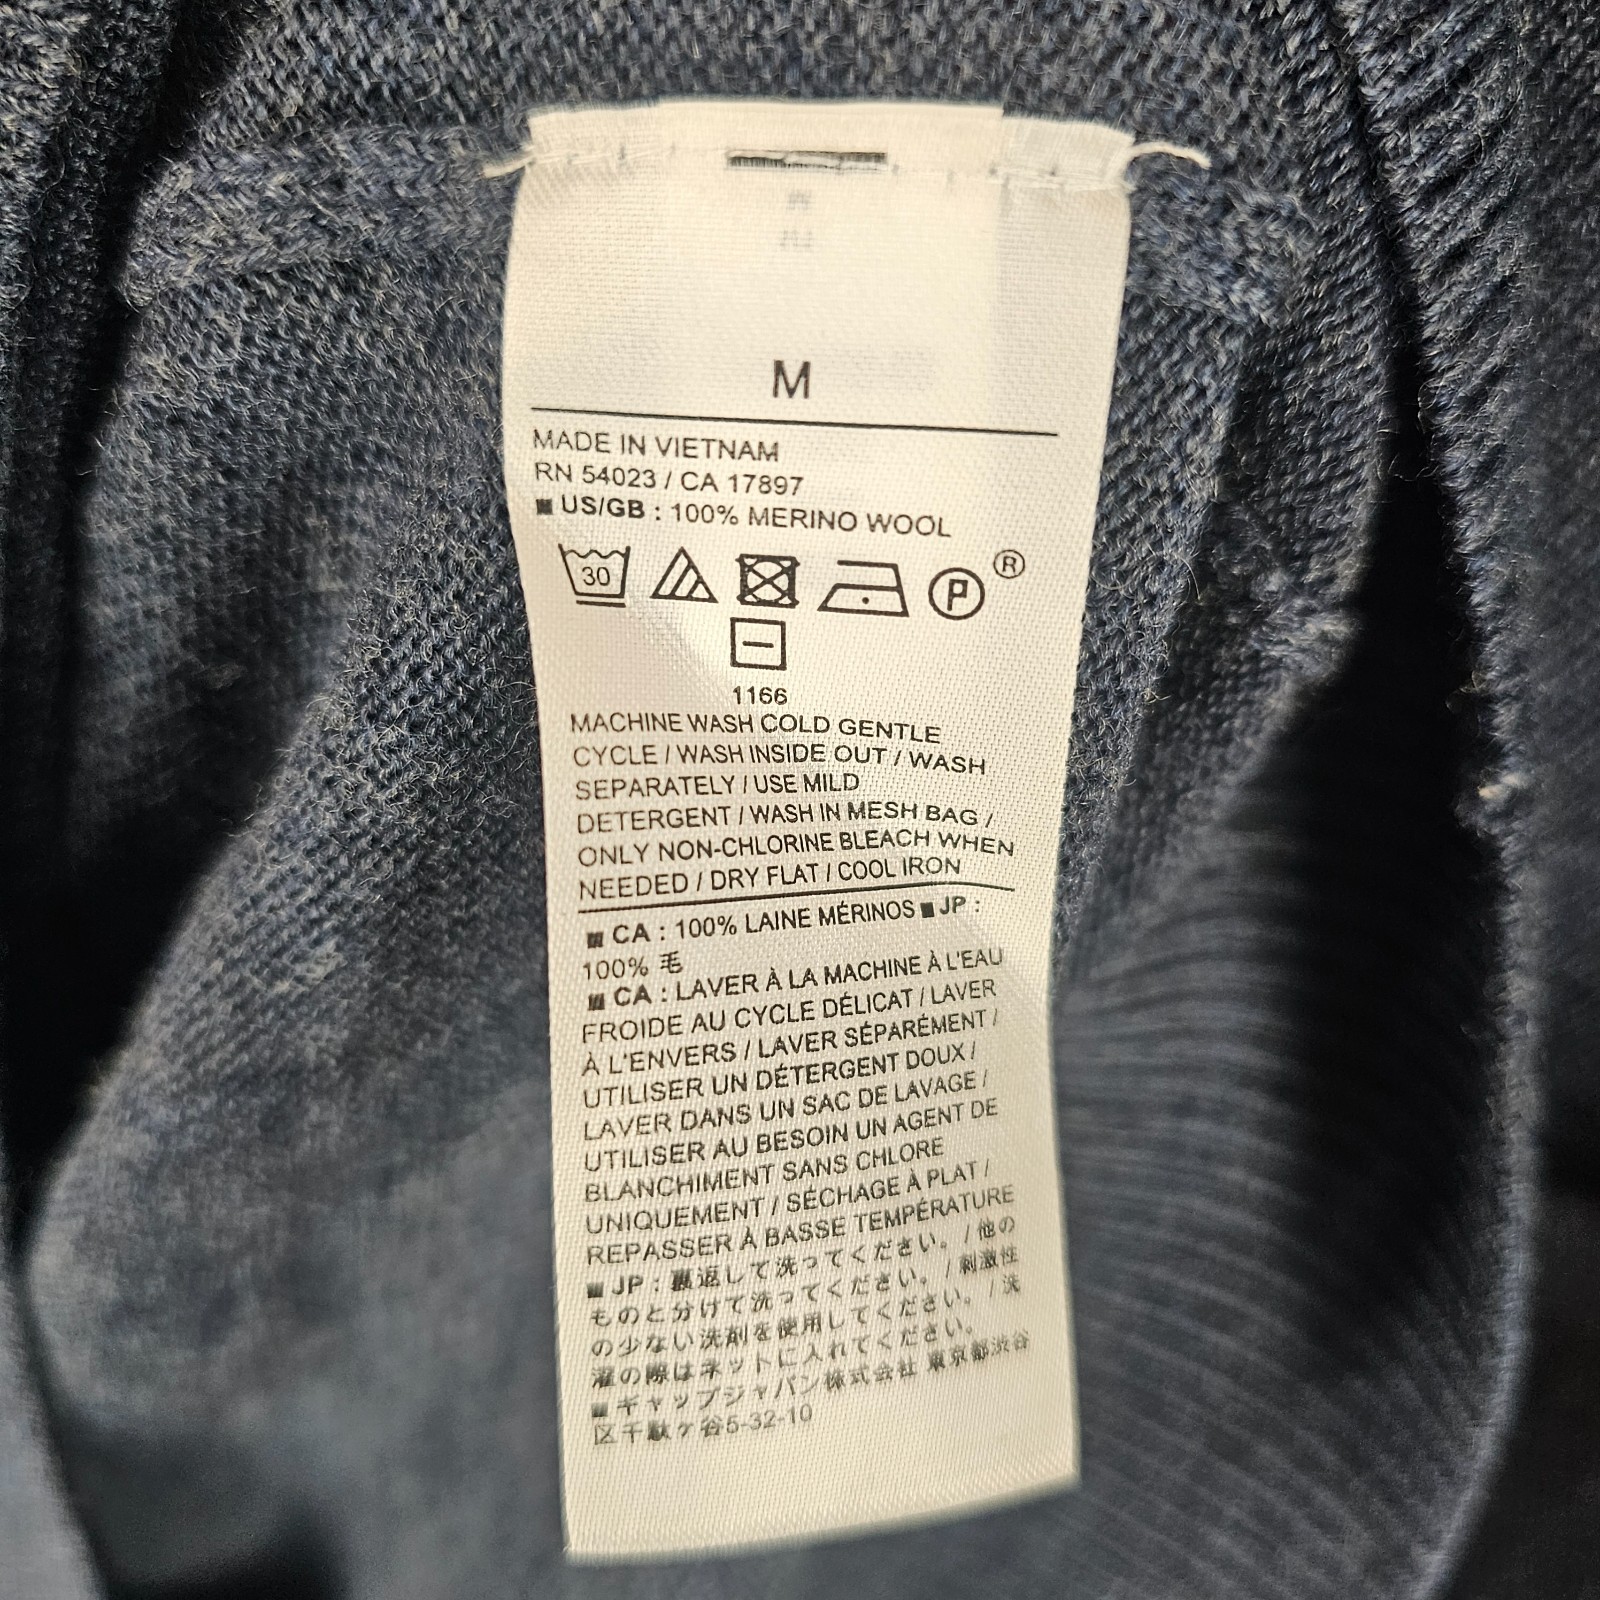 M
MADE IN VIETNAM
RN 54023 / CA 17897
■ US/GB : 100% MERINO WOOL
30 P ®
1166
MACHINE WASH COLD GENTLE
CYCLE / WASH INSIDE OUT / WASH
SEPARATELY / USE MILD
DETERGENT / WASH IN MESH BAG /
ONLY NON-CHLORINE BLEACH WHEN
NEEDED / DRY FLAT / COOL IRON
■ CA : 100% LAINE MÉRINOS ■ JP :
100% 毛
■ CA : LAVER À LA MACHINE À L'EAU
FROIDE AU CYCLE DÉLICAT / LAVER
À L'ENVERS / LAVER SÉPARÉMENT /
UTILISER UN DÉTERGENT DOUX /
LAVER DANS UN SAC DE LAVAGE /
UTILISER AU BESOIN UN AGENT DE
BLANCHIMENT SANS CHLORE
UNIQUEMENT / SÉCHAGE À PLAT /
REPASSER À BASSE TEMPÉRATURE
■ JP : 裏返して洗ってください。 / 他の
ものと分けて洗ってください。 / 刺激性
の少ない洗剤を使用してください。 / 洗
濯の際はネットに入れてください。
■ ギャップジャパン株式会社 東京都渋谷
区千駄ヶ谷5-32-10